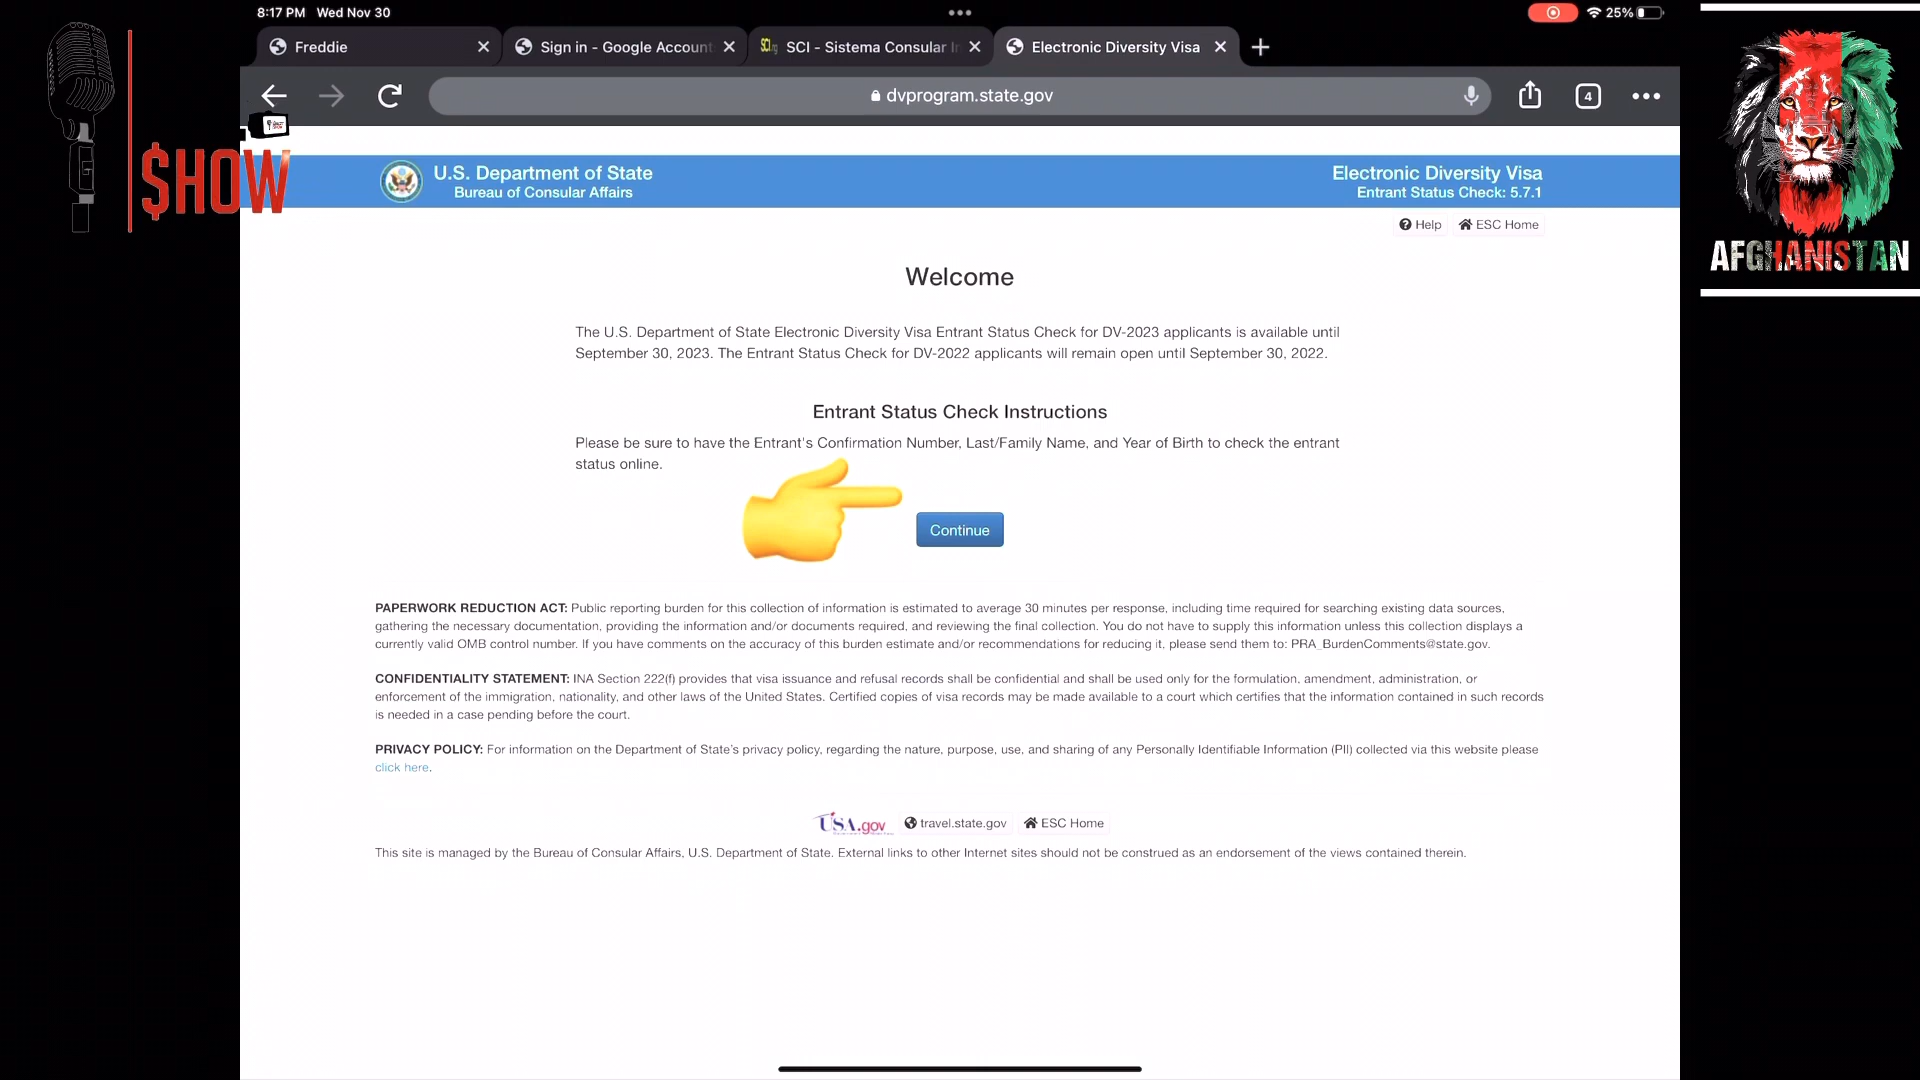 8:17 PM Wed Nov 30
25%
Freddie
Sign in - Google Account
SCI - Sistema Consular I
Electronic Diversity Visa
dvprogram.state.gov
4
$HOW
U.S. Department of State
Bureau of Consular Affairs
Electronic Diversity Visa
Entrant Status Check: 5.7.1
AFGHANISTAN
Help
ESC Home
Welcome
The U.S. Department of State Electronic Diversity Visa Entrant Status Check for DV-2023 applicants is available until
September 30, 2023. The Entrant Status Check for DV-2022 applicants will remain open until September 30, 2022.
Entrant Status Check Instructions
Please be sure to have the Entrant's Confirmation Number, Last/Family Name, and Year of Birth to check the entrant
status online.
Continue
PAPERWORK REDUCTION ACT: Public reporting burden for this collection of information is estimated to average 30 minutes per response, including time required for searching existing data sources,
gathering the necessary documentation, providing the information and/or documents required, and reviewing the final collection. You do not have to supply this information unless this collection displays a
currently valid OMB control number. If you have comments on the accuracy of this burden estimate and/or recommendations for reducing it, please send them to: PRA_BurdenComments@state.gov.
CONFIDENTIALITY STATEMENT: INA Section 222(f) provides that visa issuance and refusal records shall be confidential and shall be used only for the formulation, amendment, administration, or
enforcement of the immigration, nationality, and other laws of the United States. Certified copies of visa records may be made available to a court which certifies that the information contained in such records
is needed in a case pending before the court.
PRIVACY POLICY: For information on the Department of State's privacy policy, regarding the nature, purpose, use, and sharing of any Personally Identifiable Information (PII) collected via this website please
click here.
USA.gov
travel.state.gov
ESC Home
This site is managed by the Bureau of Consular Affairs, U.S. Department of State. External links to other Internet sites should not be construed as an endorsement of the views contained therein.